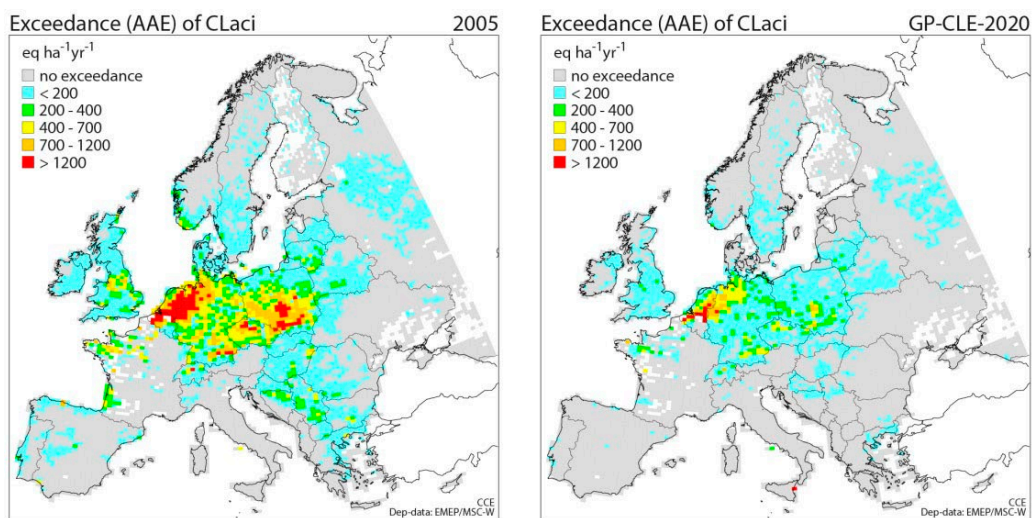 Exceedance (AAE) of CLaci 2005
eq ha⁻¹yr⁻¹
no exceedance
< 200
200 - 400
400 - 700
700 - 1200
> 1200
CCE
Dep-data: EMEP/MSC-W
Exceedance (AAE) of CLaci GP-CLE-2020
eq ha⁻¹yr⁻¹
no exceedance
< 200
200 - 400
400 - 700
700 - 1200
> 1200
CCE
Dep-data: EMEP/MSC-W